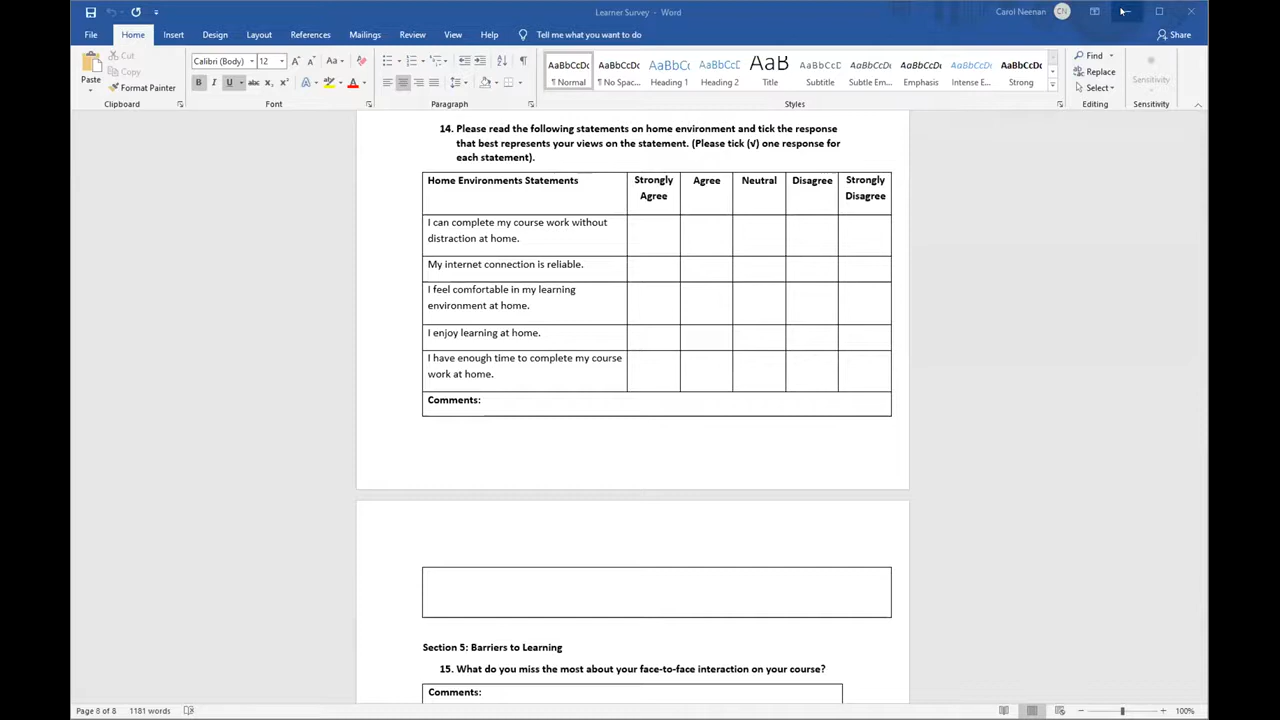 Learner Survey - Word
Carol Neenan CN
File Home Insert Design Layout References Mailings Review View Help Tell me what you want to do Share
Cut
Copy
Paste
Format Painter
Clipboard
Calibri (Body) 12
Font
Paragraph
AaBbCcDc AaBbCcDc AaBbCc AaBbCcC AaB AaBbCcD AaBbCcDc AaBbCcDc AaBbCcDc AaBbCcDc
¶ Normal ¶ No Spac... Heading 1 Heading 2 Title Subtitle Subtle Em... Emphasis Intense E... Strong
Styles
Find
Replace
Select
Editing
Sensitivity
Sensitivity
14. Please read the following statements on home environment and tick the response
that best represents your views on the statement. (Please tick (√) one response for
each statement).
Home Environments Statements Strongly Agree Agree Neutral Disagree Strongly Disagree
I can complete my course work without
distraction at home.
My internet connection is reliable.
I feel comfortable in my learning
environment at home.
I enjoy learning at home.
I have enough time to complete my course
work at home.
Comments:
Section 5: Barriers to Learning
15. What do you miss the most about your face-to-face interaction on your course?
Comments:
Page 8 of 8 1181 words 100%